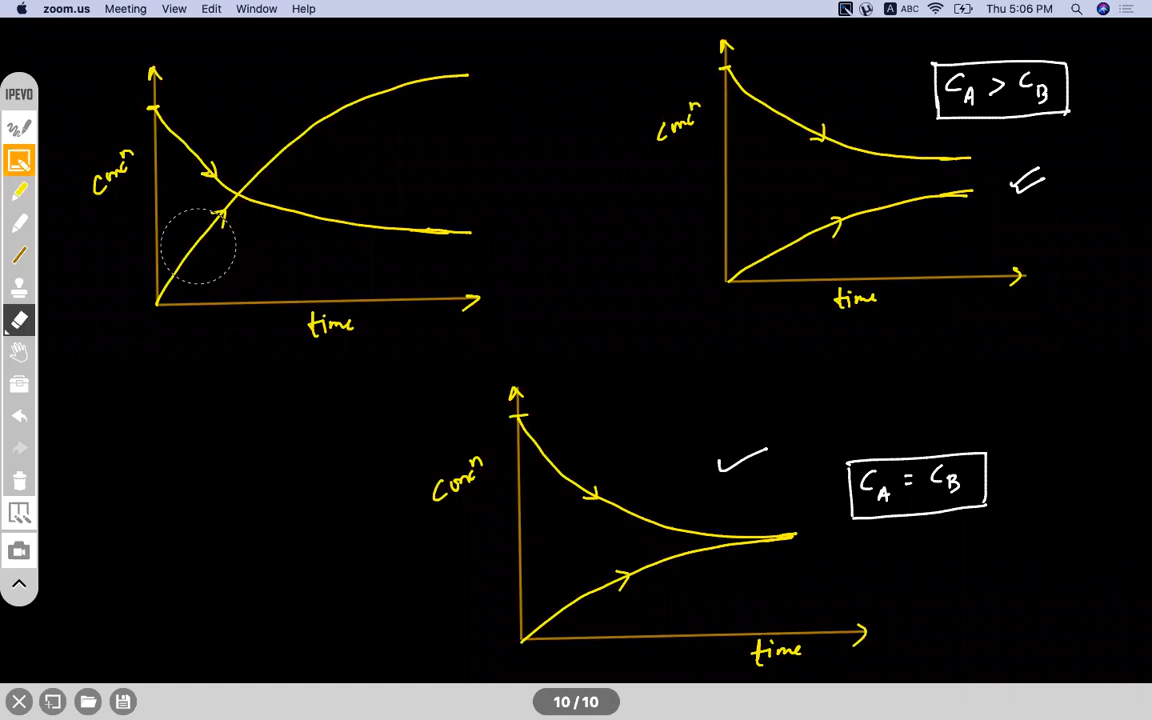 zoom.us Meeting View Edit Window Help
A ABC Thu 5:06 PM
IPEVO
Concⁿ
time
Concⁿ
time
C_A > C_B
Concⁿ
time
C_A = C_B
10 / 10